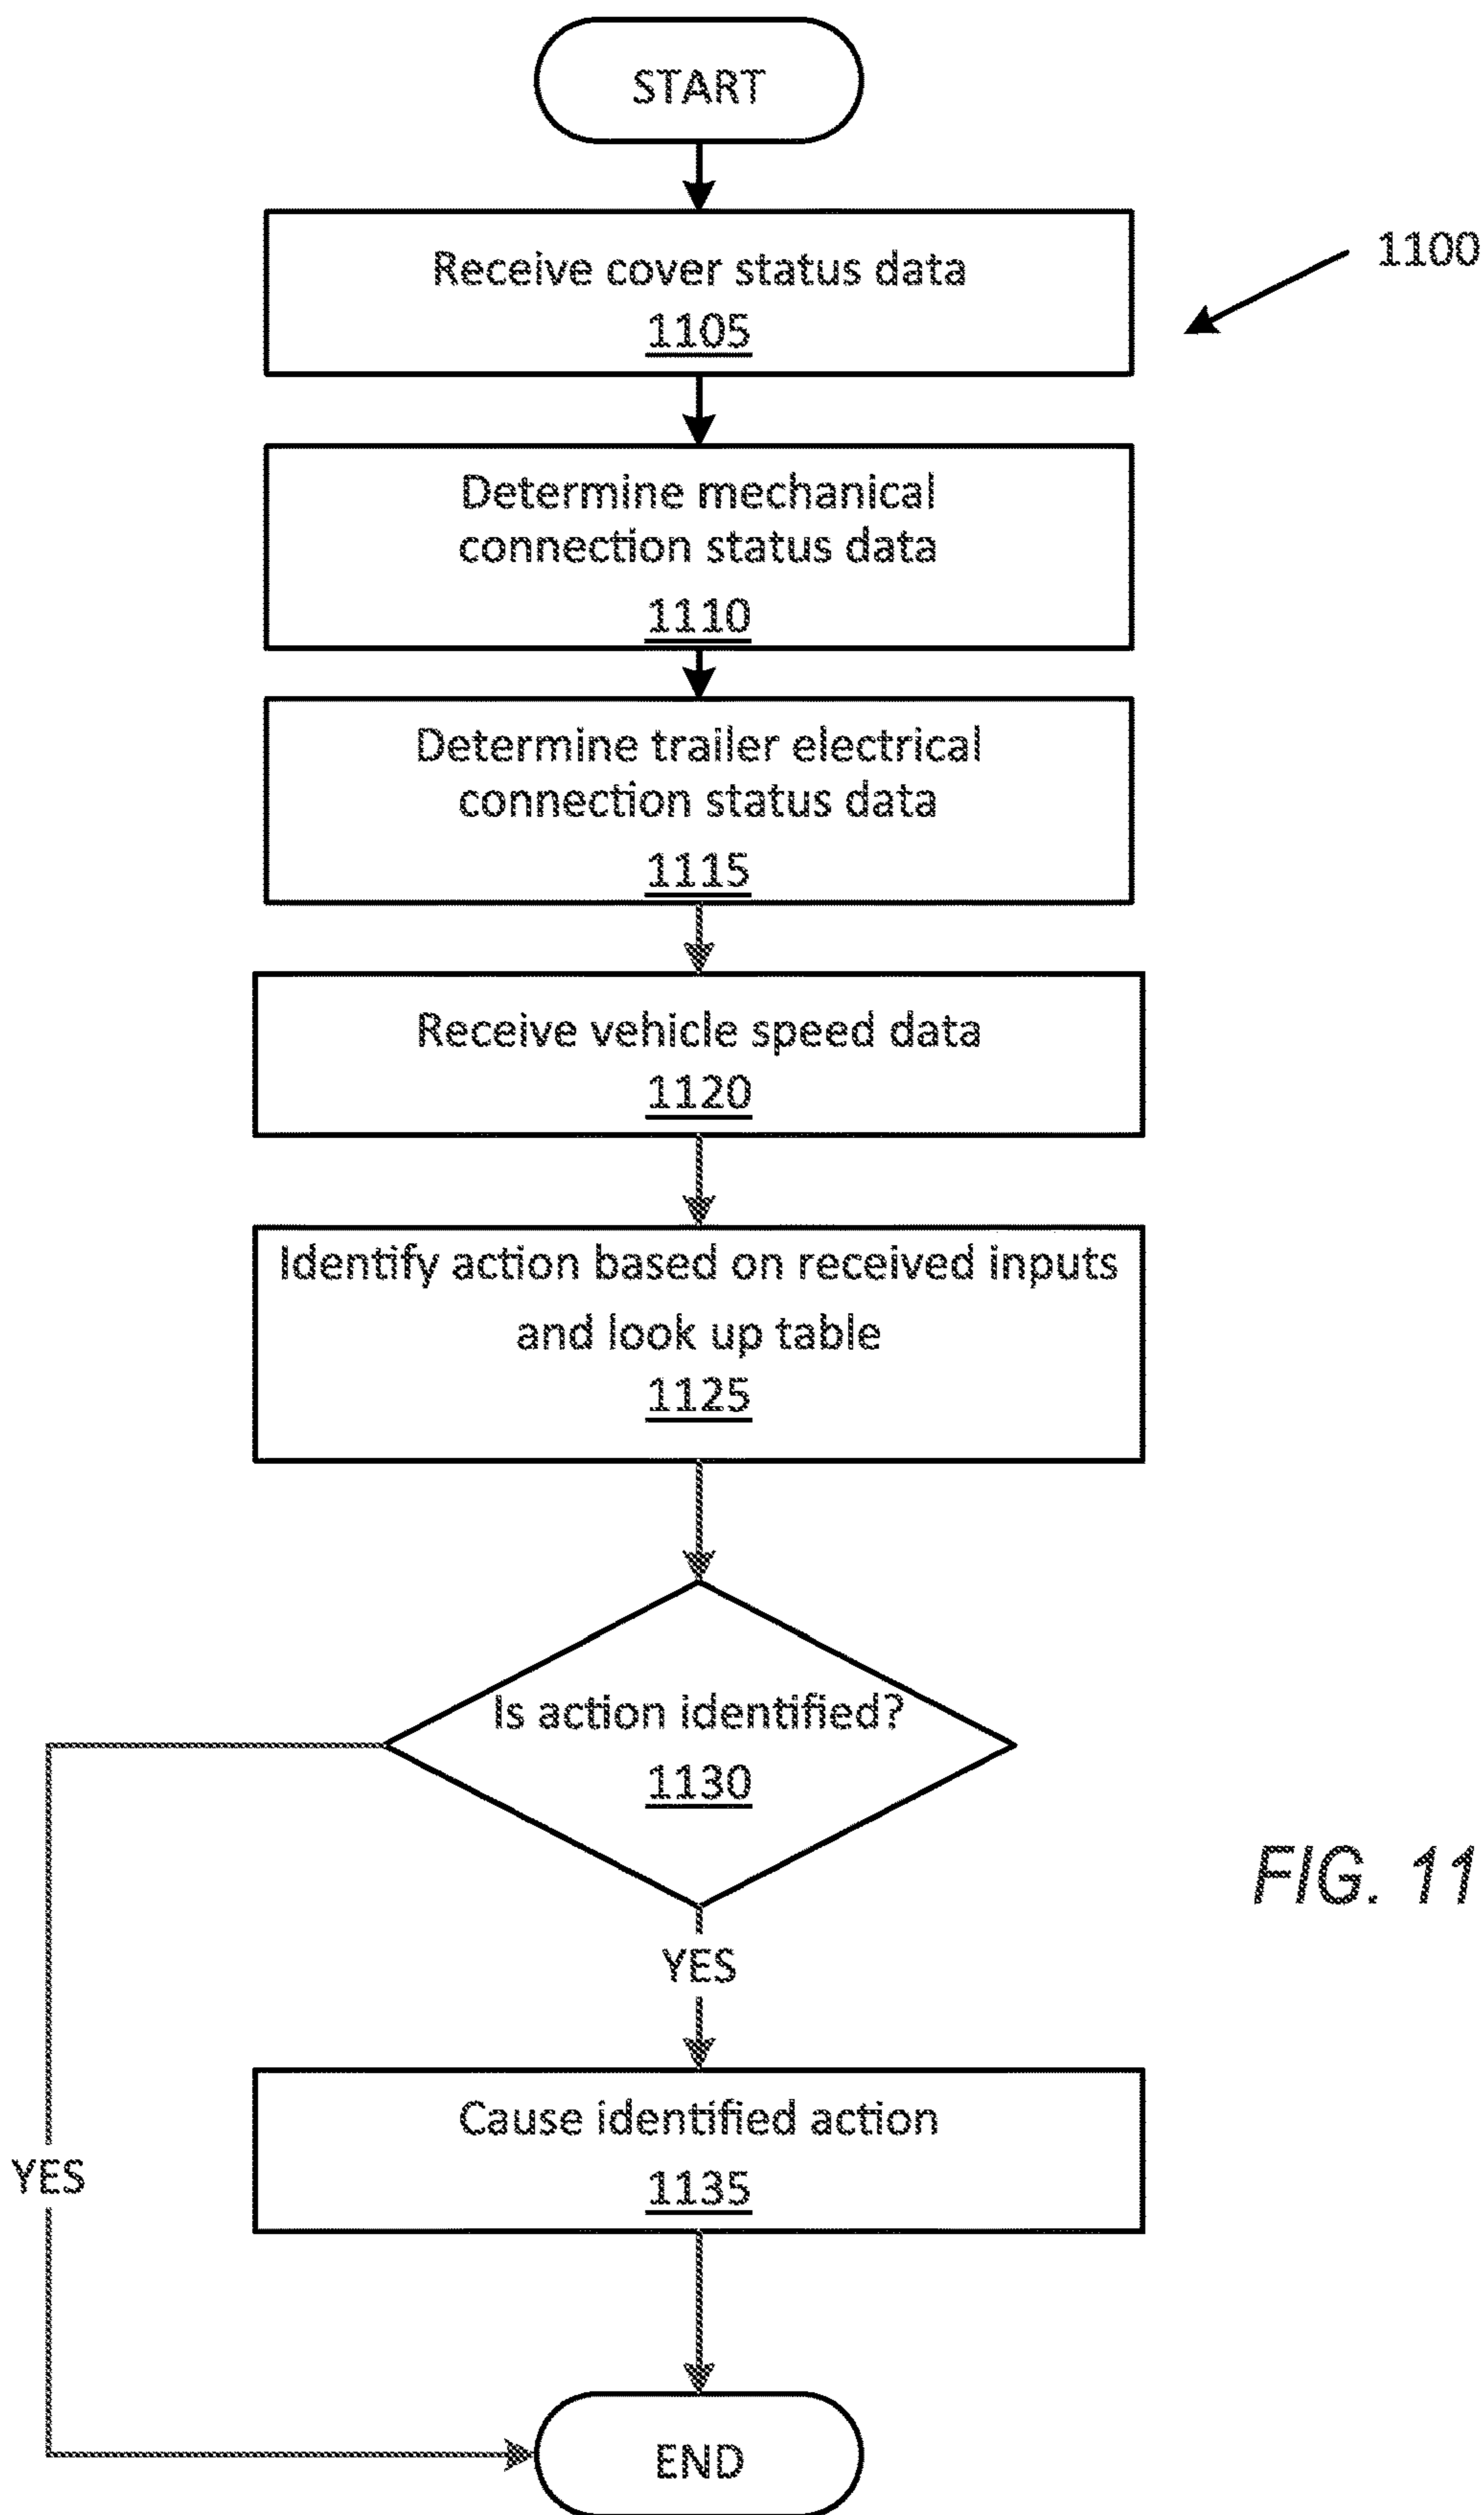 START
Receive cover status data
1105
1100
Determine mechanical
connection status data
1110
Determine trailer electrical
connection status data
1115
Receive vehicle speed data
1120
Identify action based on received inputs
and look up table
1125
Is action identified?
1130
FIG. 11
YES
Cause identified action
1135
YES
END